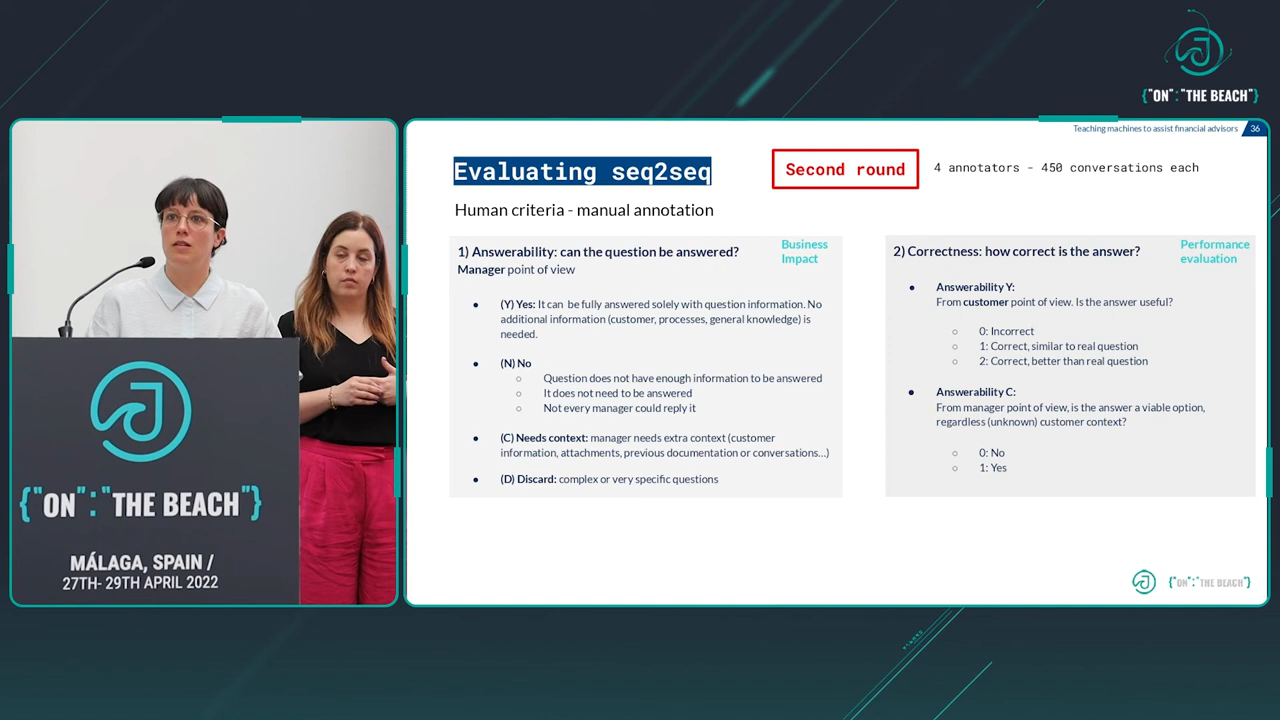 {"ON":"THE BEACH"}
Teaching machines to assist financial advisors 36
Evaluating seq2seq
Second round
4 annotators - 450 conversations each
Human criteria - manual annotation
1) Answerability: can the question be answered?
Business
Impact
Manager point of view
● (Y) Yes: It can be fully answered solely with question information. No
additional information (customer, processes, general knowledge) is
needed.
● (N) No
○ Question does not have enough information to be answered
○ It does not need to be answered
○ Not every manager could reply it
● (C) Needs context: manager needs extra context (customer
information, attachments, previous documentation or conversations...)
● (D) Discard: complex or very specific questions
2) Correctness: how correct is the answer?
Performance
evaluation
● Answerability Y:
From customer point of view. Is the answer useful?
○ 0: Incorrect
○ 1: Correct, similar to real question
○ 2: Correct, better than real question
● Answerability C:
From manager point of view, is the answer a viable option,
regardless (unknown) customer context?
○ 0: No
○ 1: Yes
{"ON":"THE BEACH"}
{"ON":"THE BEACH"}
MÁLAGA, SPAIN /
27TH- 29TH APRIL 2022